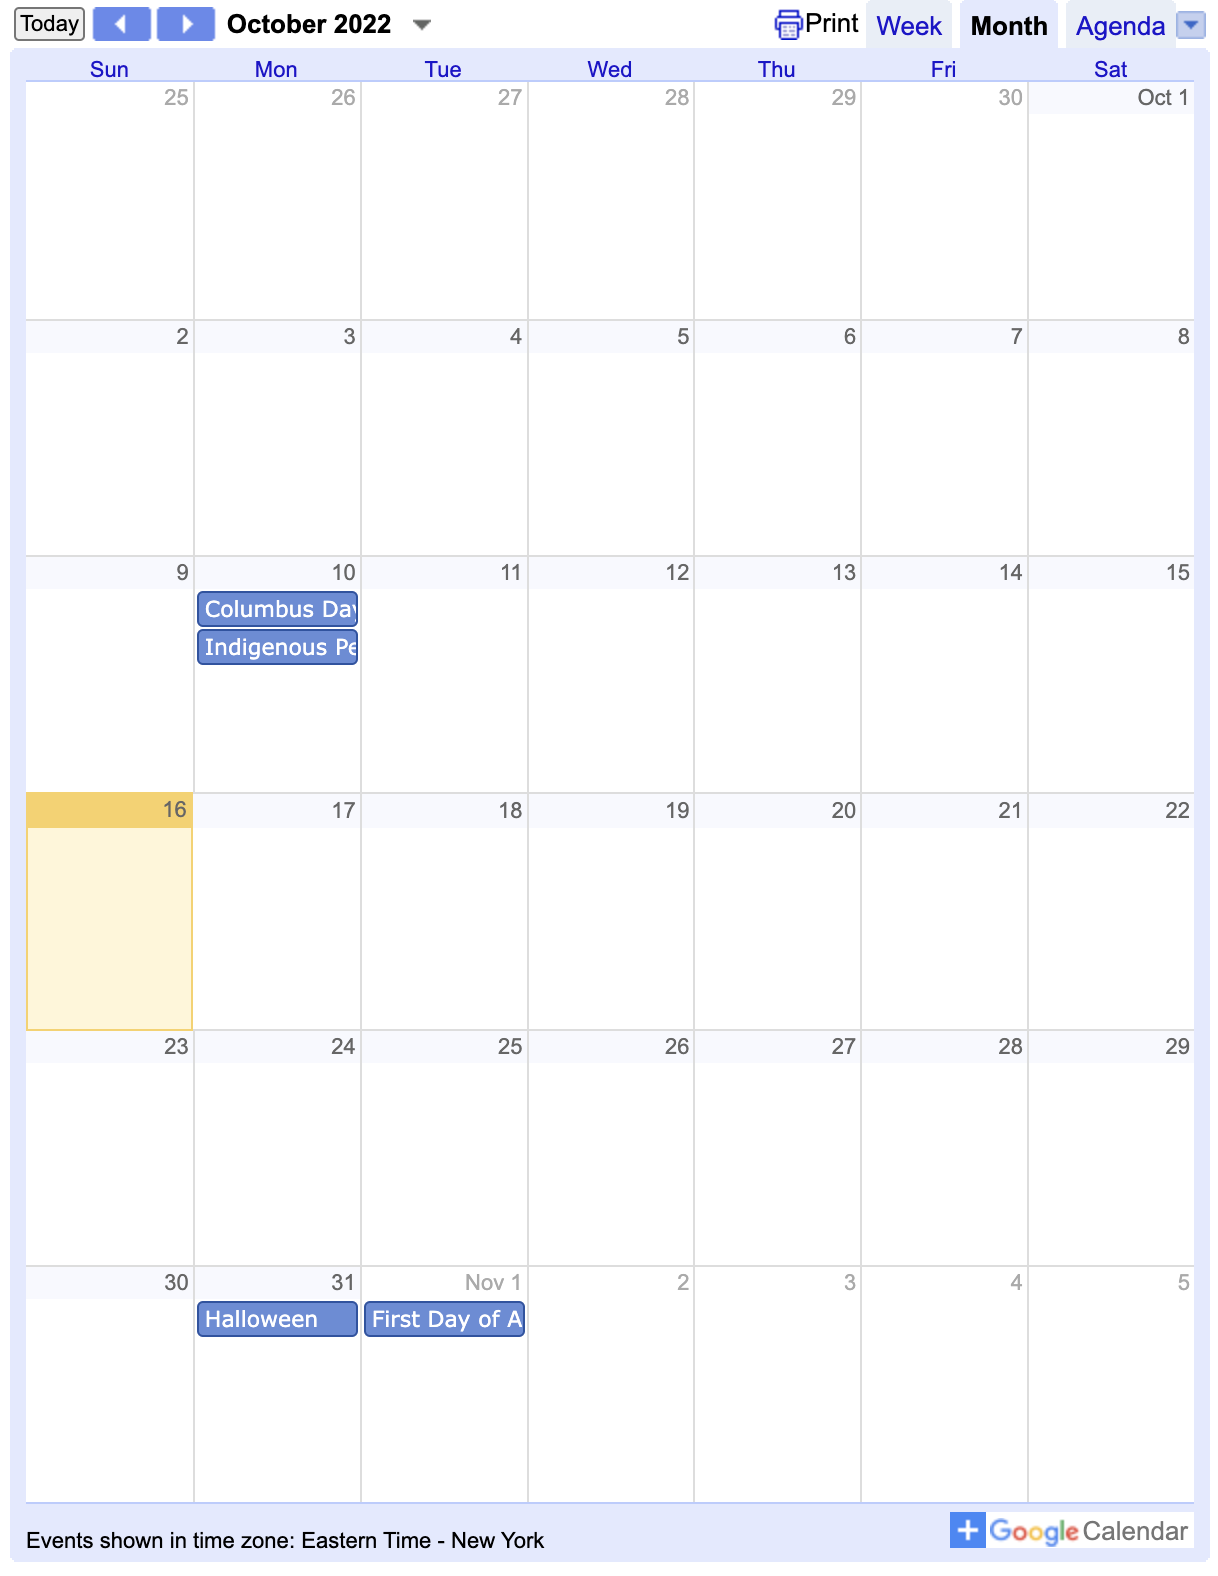 Today October 2022 Print Week Month Agenda
Sun Mon Tue Wed Thu Fri Sat
25 26 27 28 29 30 Oct 1
2 3 4 5 6 7 8
9 10 11 12 13 14 15
Columbus Day
Indigenous Pe
16 17 18 19 20 21 22
23 24 25 26 27 28 29
30 31 Nov 1 2 3 4 5
Halloween First Day of A
Events shown in time zone: Eastern Time - New York
Google Calendar